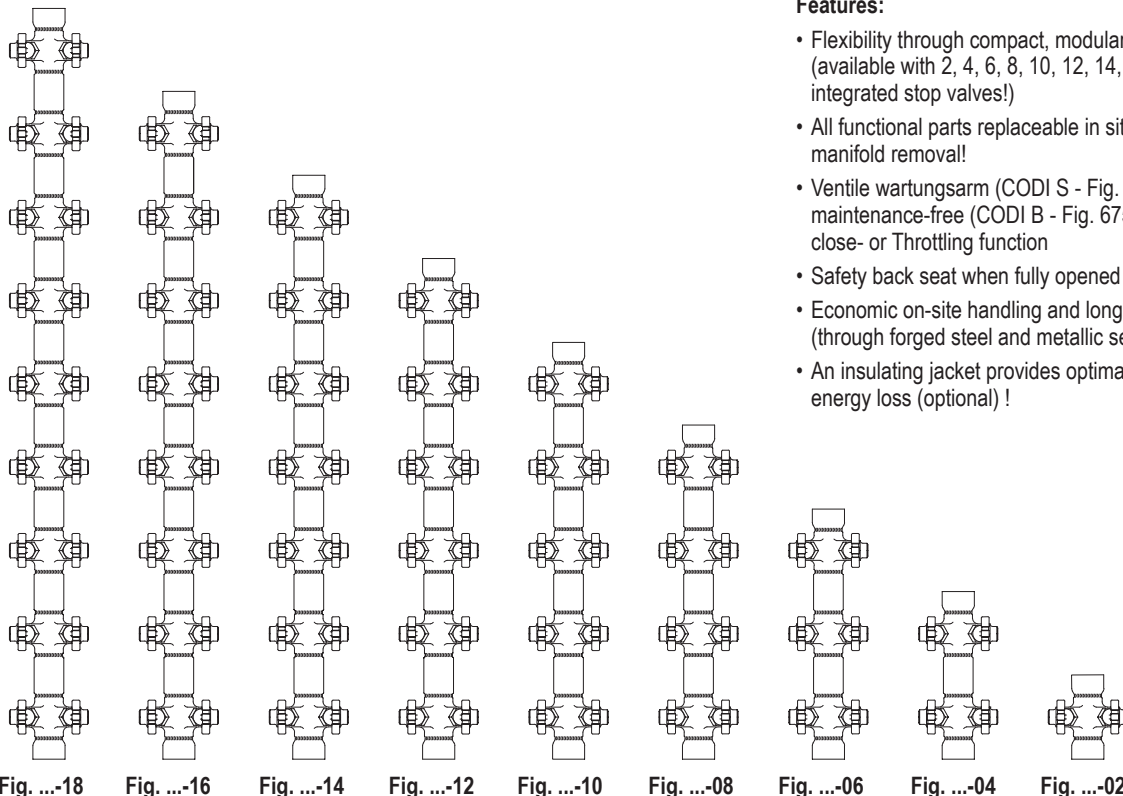 Features:
• Flexibility through compact, modular
(available with 2, 4, 6, 8, 10, 12, 14,
integrated stop valves!)
• All functional parts replaceable in sit
manifold removal!
• Ventile wartungsarm (CODI S - Fig.
maintenance-free (CODI B - Fig. 675
close- or Throttling function
• Safety back seat when fully opened
• Economic on-site handling and long
(through forged steel and metallic se
• An insulating jacket provides optima
energy loss (optional) !
Fig. ...-18 Fig. ...-16 Fig. ...-14 Fig. ...-12 Fig. ...-10 Fig. ...-08 Fig. ...-06 Fig. ...-04 Fig. ...-02